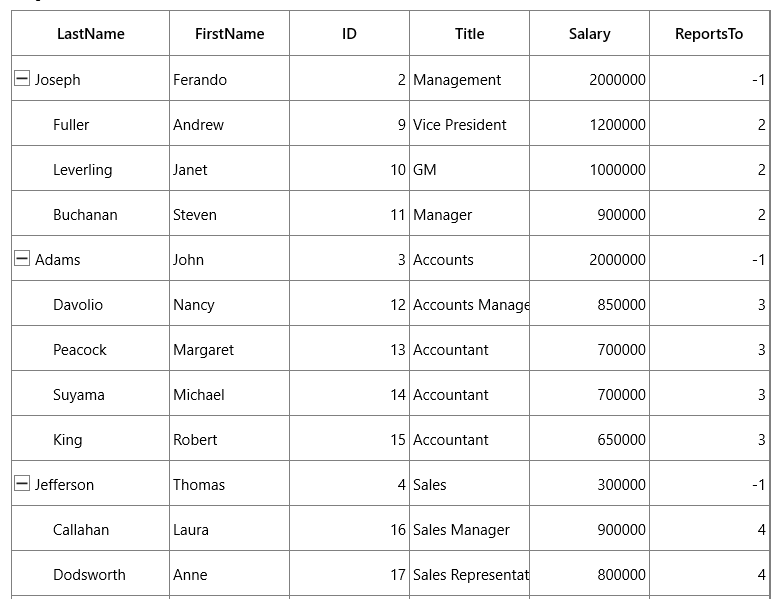 LastName FirstName ID Title Salary ReportsTo
Joseph Ferando 2 Management 2000000 -1
Fuller Andrew 9 Vice President 1200000 2
Leverling Janet 10 GM 1000000 2
Buchanan Steven 11 Manager 900000 2
Adams John 3 Accounts 2000000 -1
Davolio Nancy 12 Accounts Manage 850000 3
Peacock Margaret 13 Accountant 700000 3
Suyama Michael 14 Accountant 700000 3
King Robert 15 Accountant 650000 3
Jefferson Thomas 4 Sales 300000 -1
Callahan Laura 16 Sales Manager 900000 4
Dodsworth Anne 17 Sales Representat 800000 4